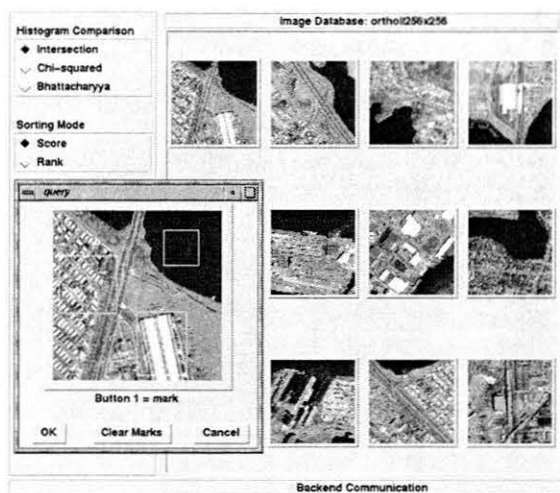 Image Database: orthoII256x256
Histogram Comparison
Intersection
Chi-squared
Bhattacharyya
Sorting Mode
Score
Rank
query
Button 1 = mark
OK
Clear Marks
Cancel
Backend Communication